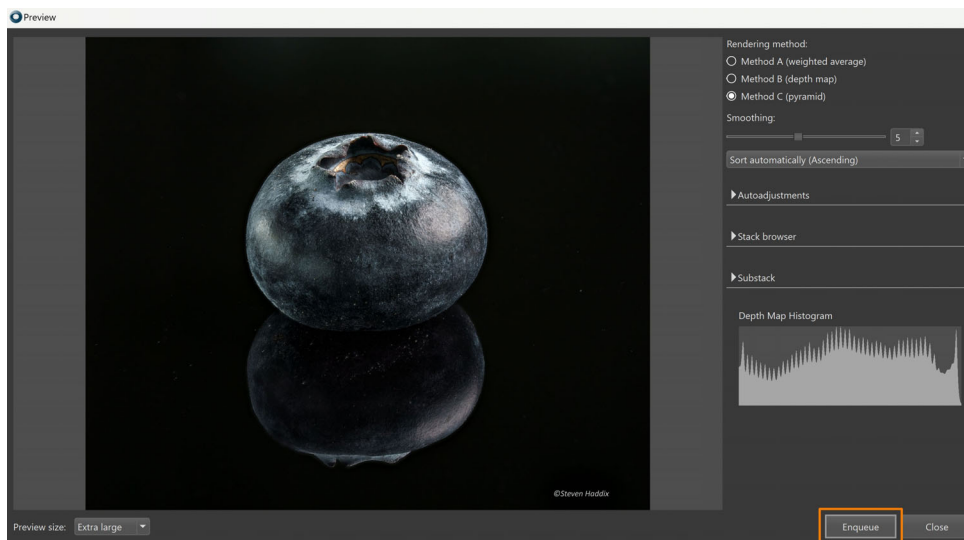 Preview
Rendering method:
Method A (weighted average)
Method B (depth map)
Method C (pyramid)
Smoothing:
5
Sort automatically (Ascending)
Autoadjustments
Stack browser
Substack
Depth Map Histogram
©Steven Haddix
Preview size: Extra large
Enqueue Close